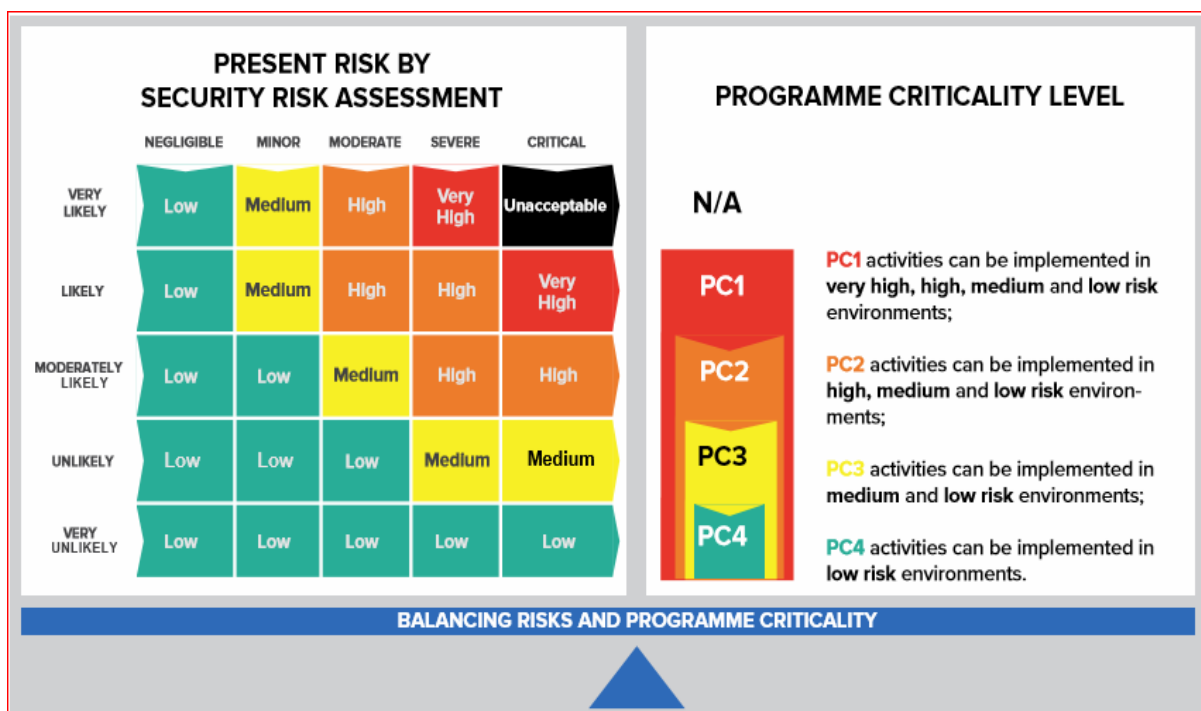 PRESENT RISK BY
SECURITY RISK ASSESSMENT
NEGLIGIBLE MINOR MODERATE SEVERE CRITICAL
VERY
LIKELY
Low Medium High Very
High Unacceptable
LIKELY
Low Medium High High Very
High
MODERATELY
LIKELY
Low Low Medium High High
UNLIKELY
Low Low Low Medium Medium
VERY
UNLIKELY
Low Low Low Low Low
PROGRAMME CRITICALITY LEVEL
N/A
PC1
PC1 activities can be implemented in
very high, high, medium and low risk
environments;
PC2
PC2 activities can be implemented in
high, medium and low risk environ-
ments;
PC3
PC3 activities can be implemented in
medium and low risk environments;
PC4
PC4 activities can be implemented in
low risk environments.
BALANCING RISKS AND PROGRAMME CRITICALITY